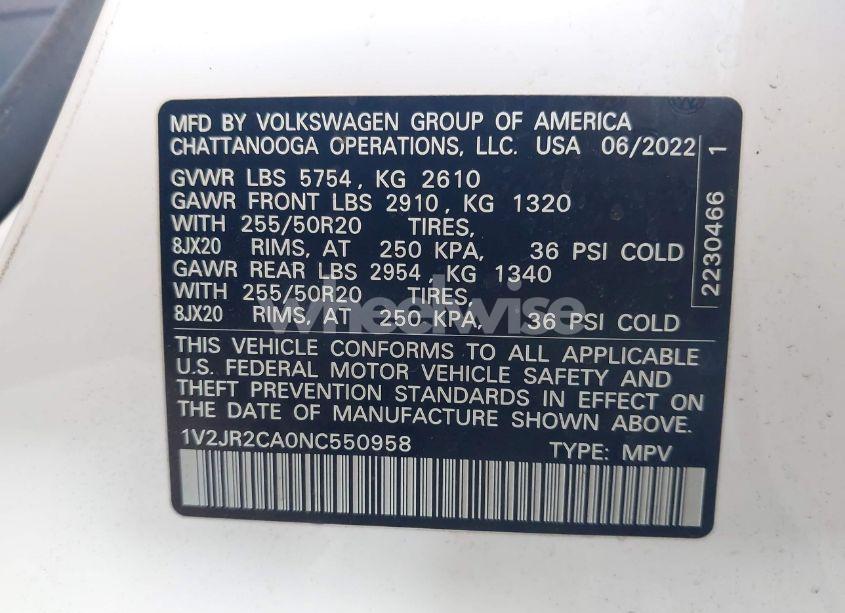 MFD BY VOLKSWAGEN GROUP OF AMERICA
CHATTANOOGA OPERATIONS, LLC. USA 06/2022
GVWR LBS 5754, KG 2610
GAWR FRONT LBS 2910, KG 1320
WITH 255/50R20 TIRES,
8JX20 RIMS, AT 250 KPA, 36 PSI COLD
GAWR REAR LBS 2954, KG 1340
WITH 255/50R20 TIRES,
8JX20 RIMS, AT 250 KPA, 36 PSI COLD
2230466 1
wheelwise
THIS VEHICLE CONFORMS TO ALL APPLICABLE
U.S. FEDERAL MOTOR VEHICLE SAFETY AND
THEFT PREVENTION STANDARDS IN EFFECT ON
THE DATE OF MANUFACTURE SHOWN ABOVE.
1V2JR2CA0NC550958 TYPE: MPV